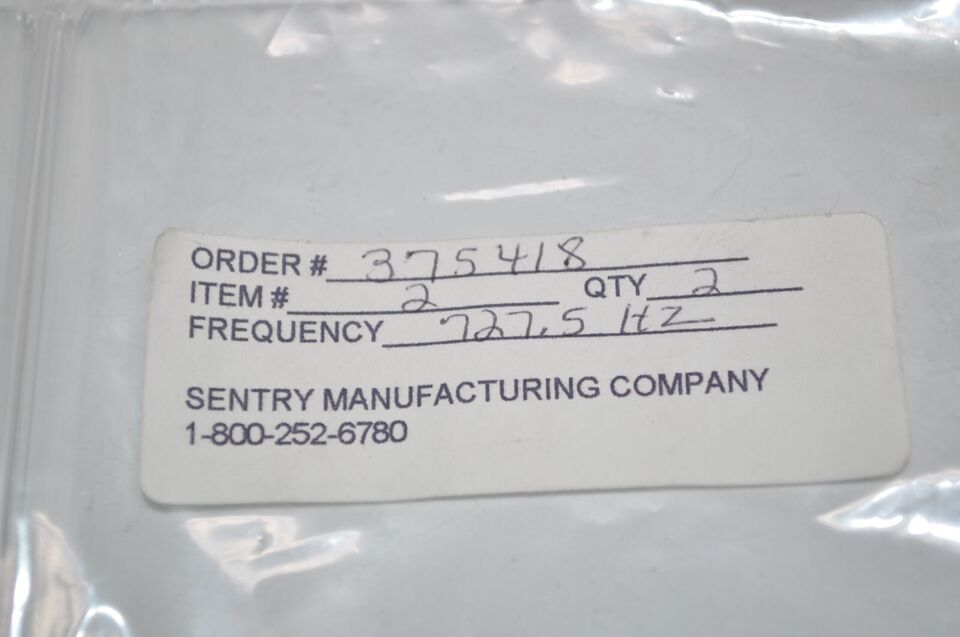 ORDER # 375418
ITEM # 2 QTY 2
FREQUENCY 727.5 Hz
SENTRY MANUFACTURING COMPANY
1-800-252-6780